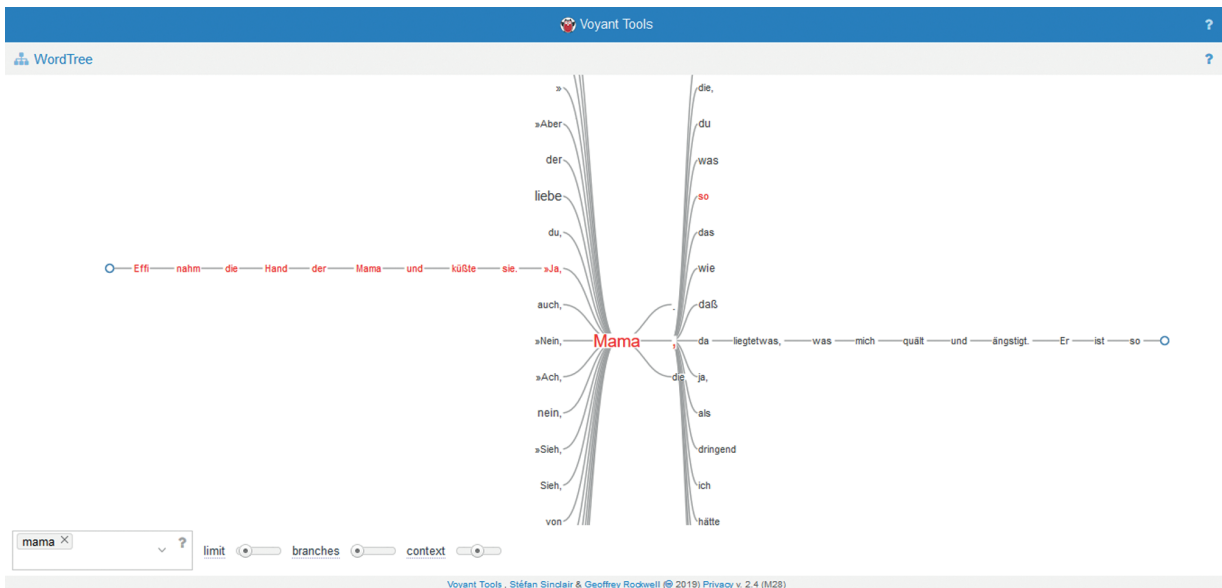 Voyant Tools ?
WordTree ?
» die,
»Aber du
der was
liebe so
du, das
Effi nahm die Hand der Mama und küßte sie. »Ja, wie
auch, . daß
»Nein, Mama , da liegtetwas, was mich quält und ängstigt. Er ist so
»Ach, die ja,
nein, als
»Sieh, dringend
Sieh, ich
von hätte
mama × ? limit branches context
Voyant Tools , Stéfan Sinclair & Geoffrey Rockwell (© 2019) Privacy v. 2.4 (M28)